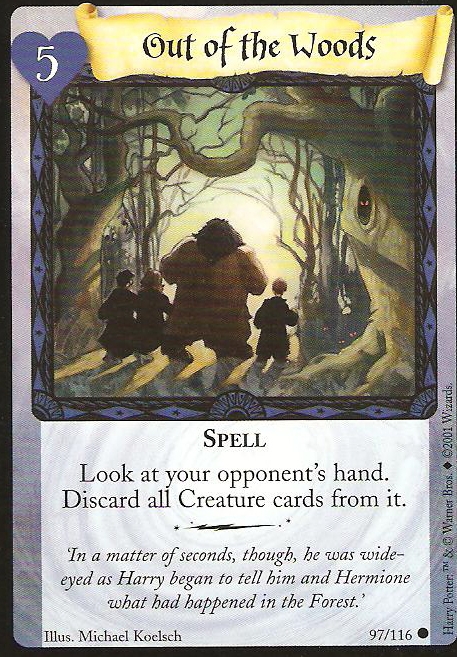 Out of the Woods
5
SPELL
Look at your opponent's hand.
Discard all Creature cards from it.
'In a matter of seconds, though, he was wide-
eyed as Harry began to tell him and Hermione
what had happened in the Forest.'
Illus. Michael Koelsch
97/116 ●
Harry Potter, ™ & © Warner Bros. ◆ ©2001 Wizards.